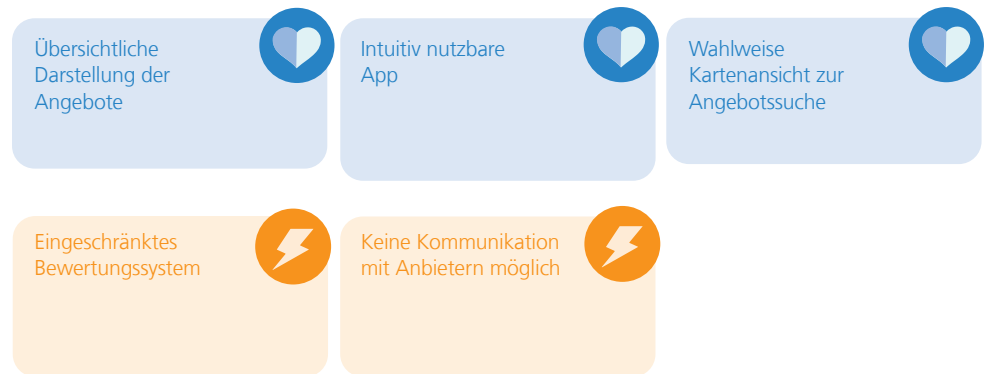 Übersichtliche
Darstellung der
Angebote
Intuitiv nutzbare
App
Wahlweise
Kartenansicht zur
Angebotssuche
Eingeschränktes
Bewertungssystem
Keine Kommunikation
mit Anbietern möglich